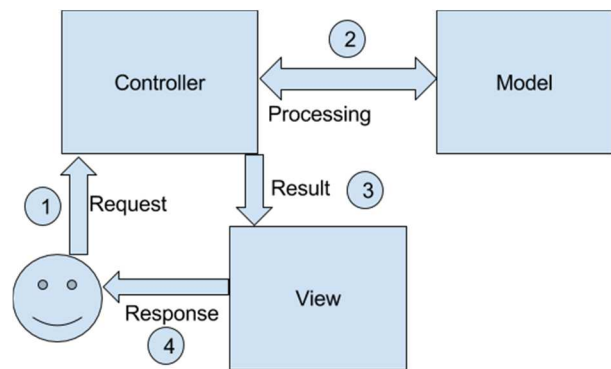 2
Controller
Model
Processing
1
Request
Result
3
View
Response
4